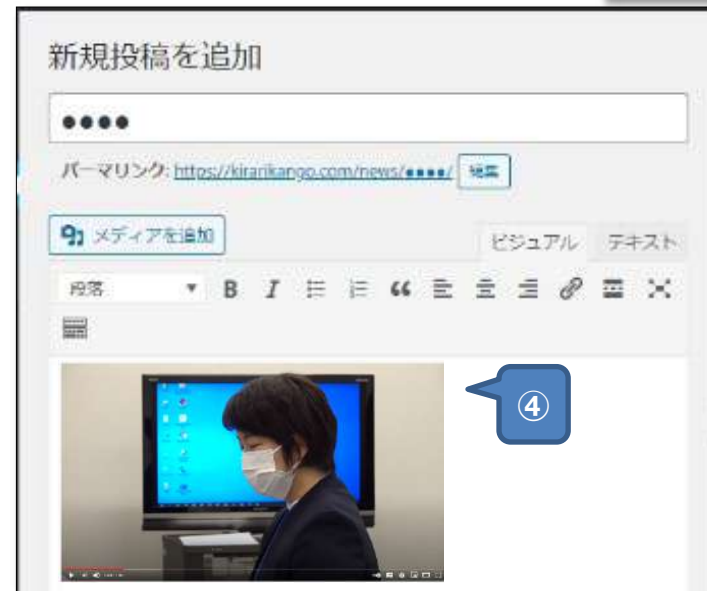 新規投稿を追加
●●●●
パーマリンク: https://kirarikango.com/news/●●●●/ 編集
メディアを追加
ビジュアル テキスト
段落 B I
④